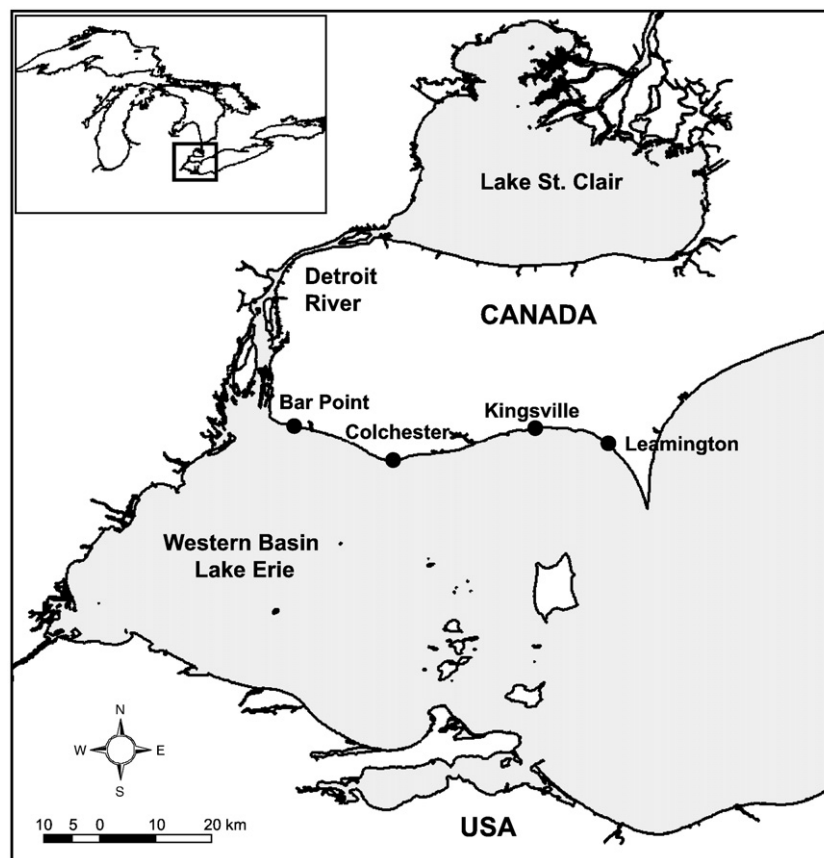 Lake St. Clair
Detroit
River
CANADA
Bar Point
Kingsville
Colchester
Leamington
Western Basin
Lake Erie
N
W E
S
10 5 0 10 20 km
USA